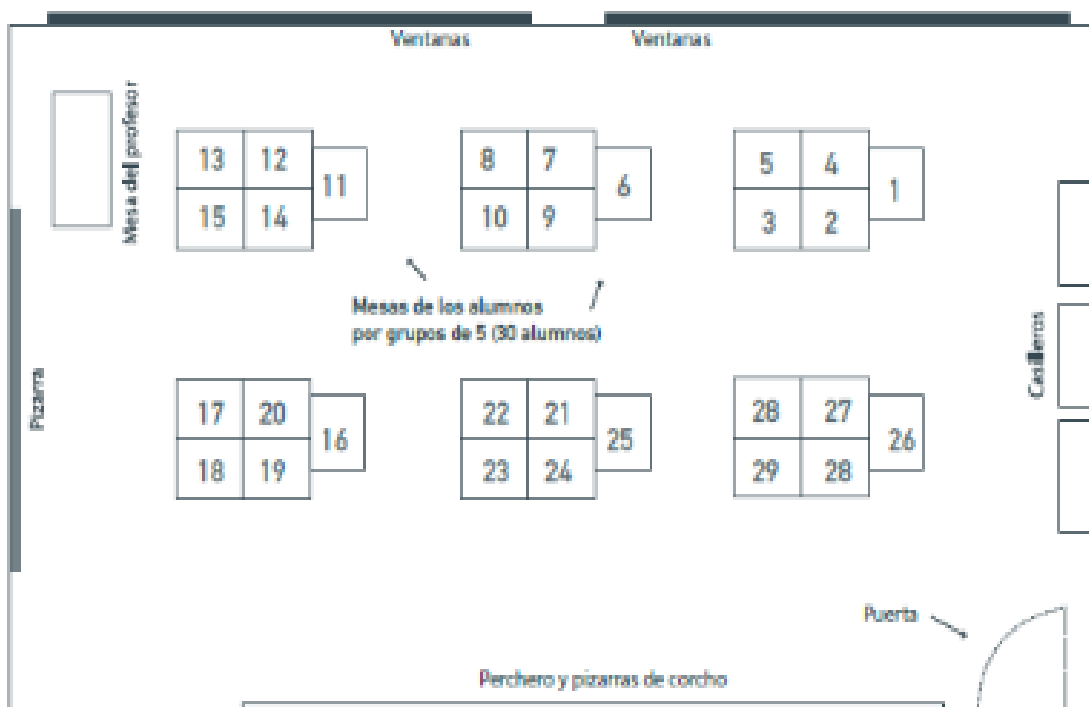 Ventanas
Ventanas
Mesa del profesor
13 12
11
15 14
8 7
6
10 9
5 4
1
3 2
Mesas de los alumnos
por grupos de 5 (30 alumnos)
Pizarra
Casilleros
17 20
16
18 19
22 21
25
23 24
28 27
26
29 28
Puerta
Perchero y pizarras de corcho